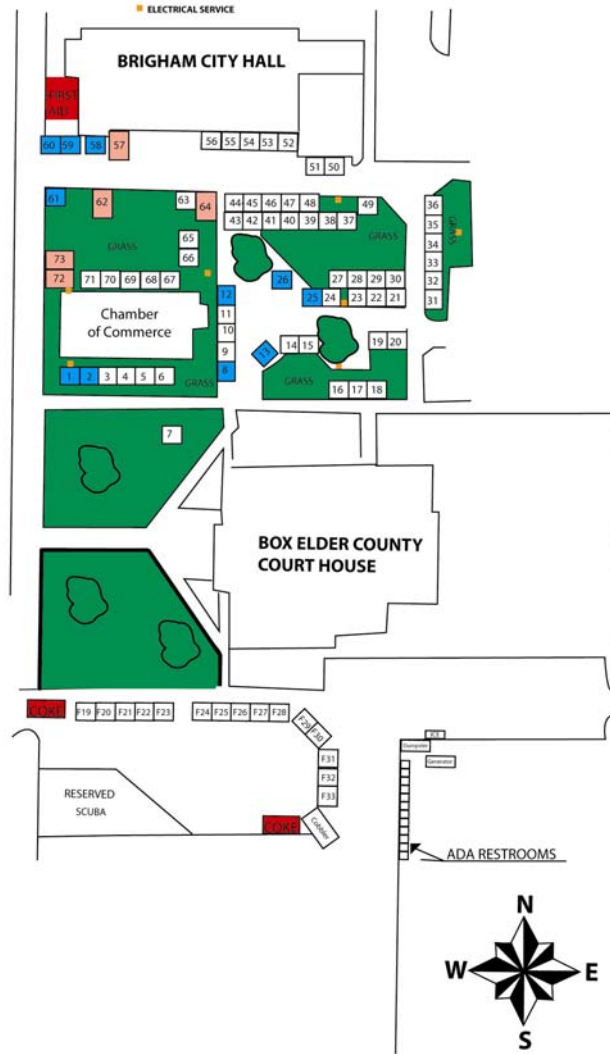 ELECTRICAL SERVICE
BRIGHAM CITY HALL
FIRST
AID
60 59 58 57 56 55 54 53 52
51 50
61 62 63 64 44 45 46 47 48 49 36
43 42 41 40 39 38 37 35
GRASS 65 GRASS GRASS 34
66 33
73 26 32
72 71 70 69 68 67 27 28 29 30 31
12 25 24 23 22 21
Chamber
of Commerce
11
10
9 13 14 15 19 20
8
1 2 3 4 5 6 GRASS GRASS 16 17 18
7
BOX ELDER COUNTY
COURT HOUSE
COKE F19 F20 F21 F22 F23 F24 F25 F26 F27 F28
F29 F30
F31
F32
F33
RESERVED
SCUBA
COKE Cobbler
Dumpster
Generator
ADA RESTROOMS
N
W E
S